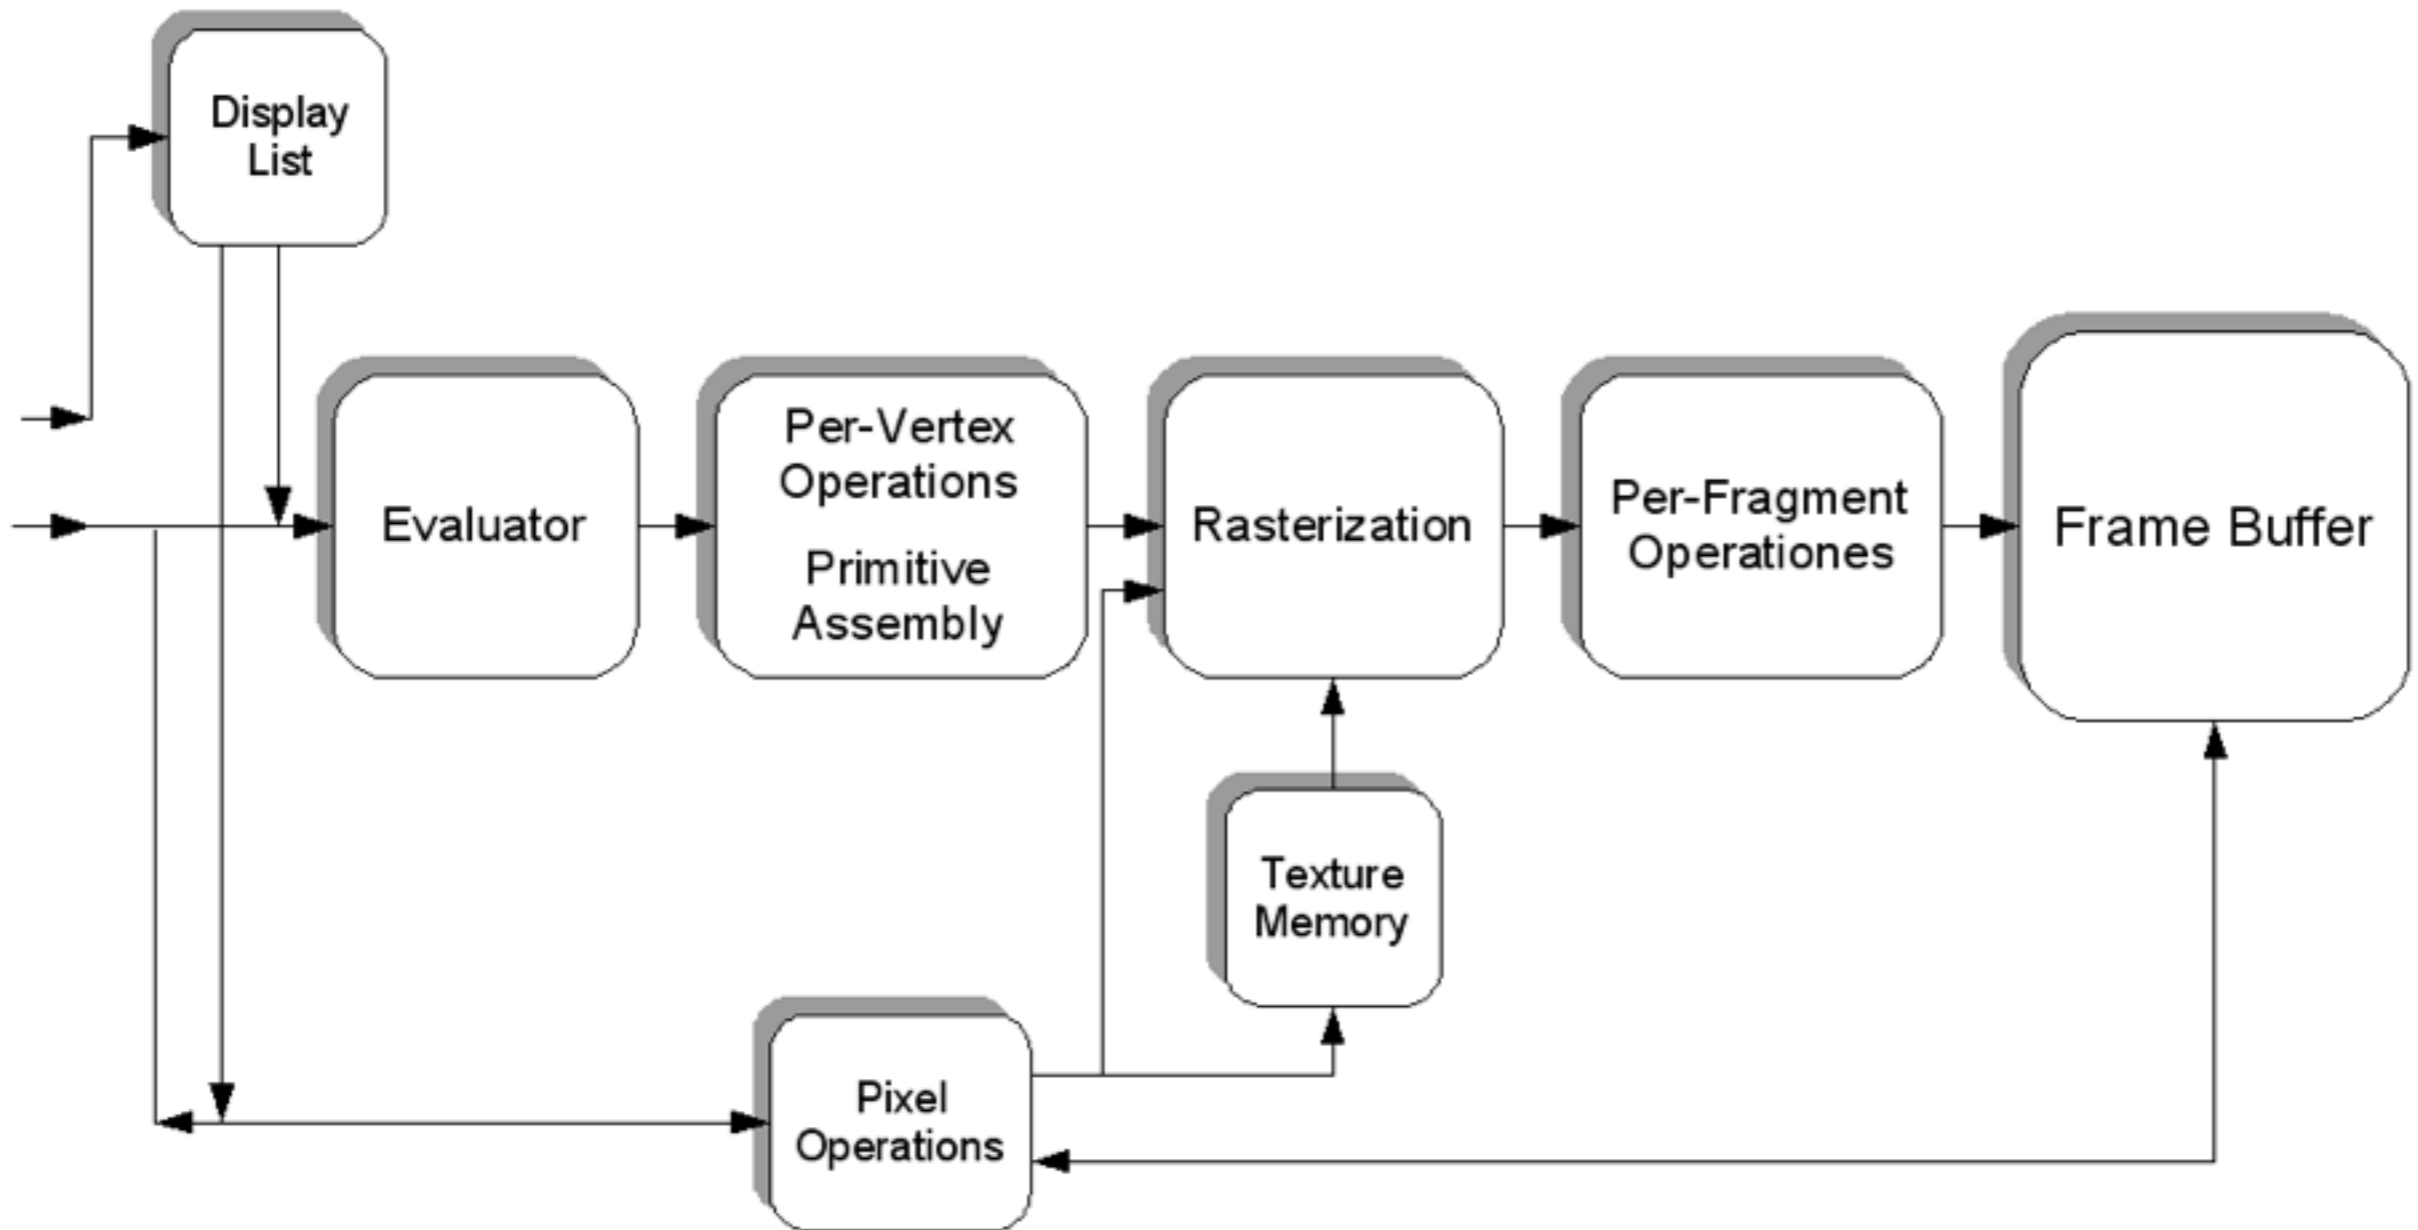 Display
List
Evaluator
Per-Vertex
Operations
Primitive
Assembly
Rasterization
Per-Fragment
Operationes
Frame Buffer
Texture
Memory
Pixel
Operations